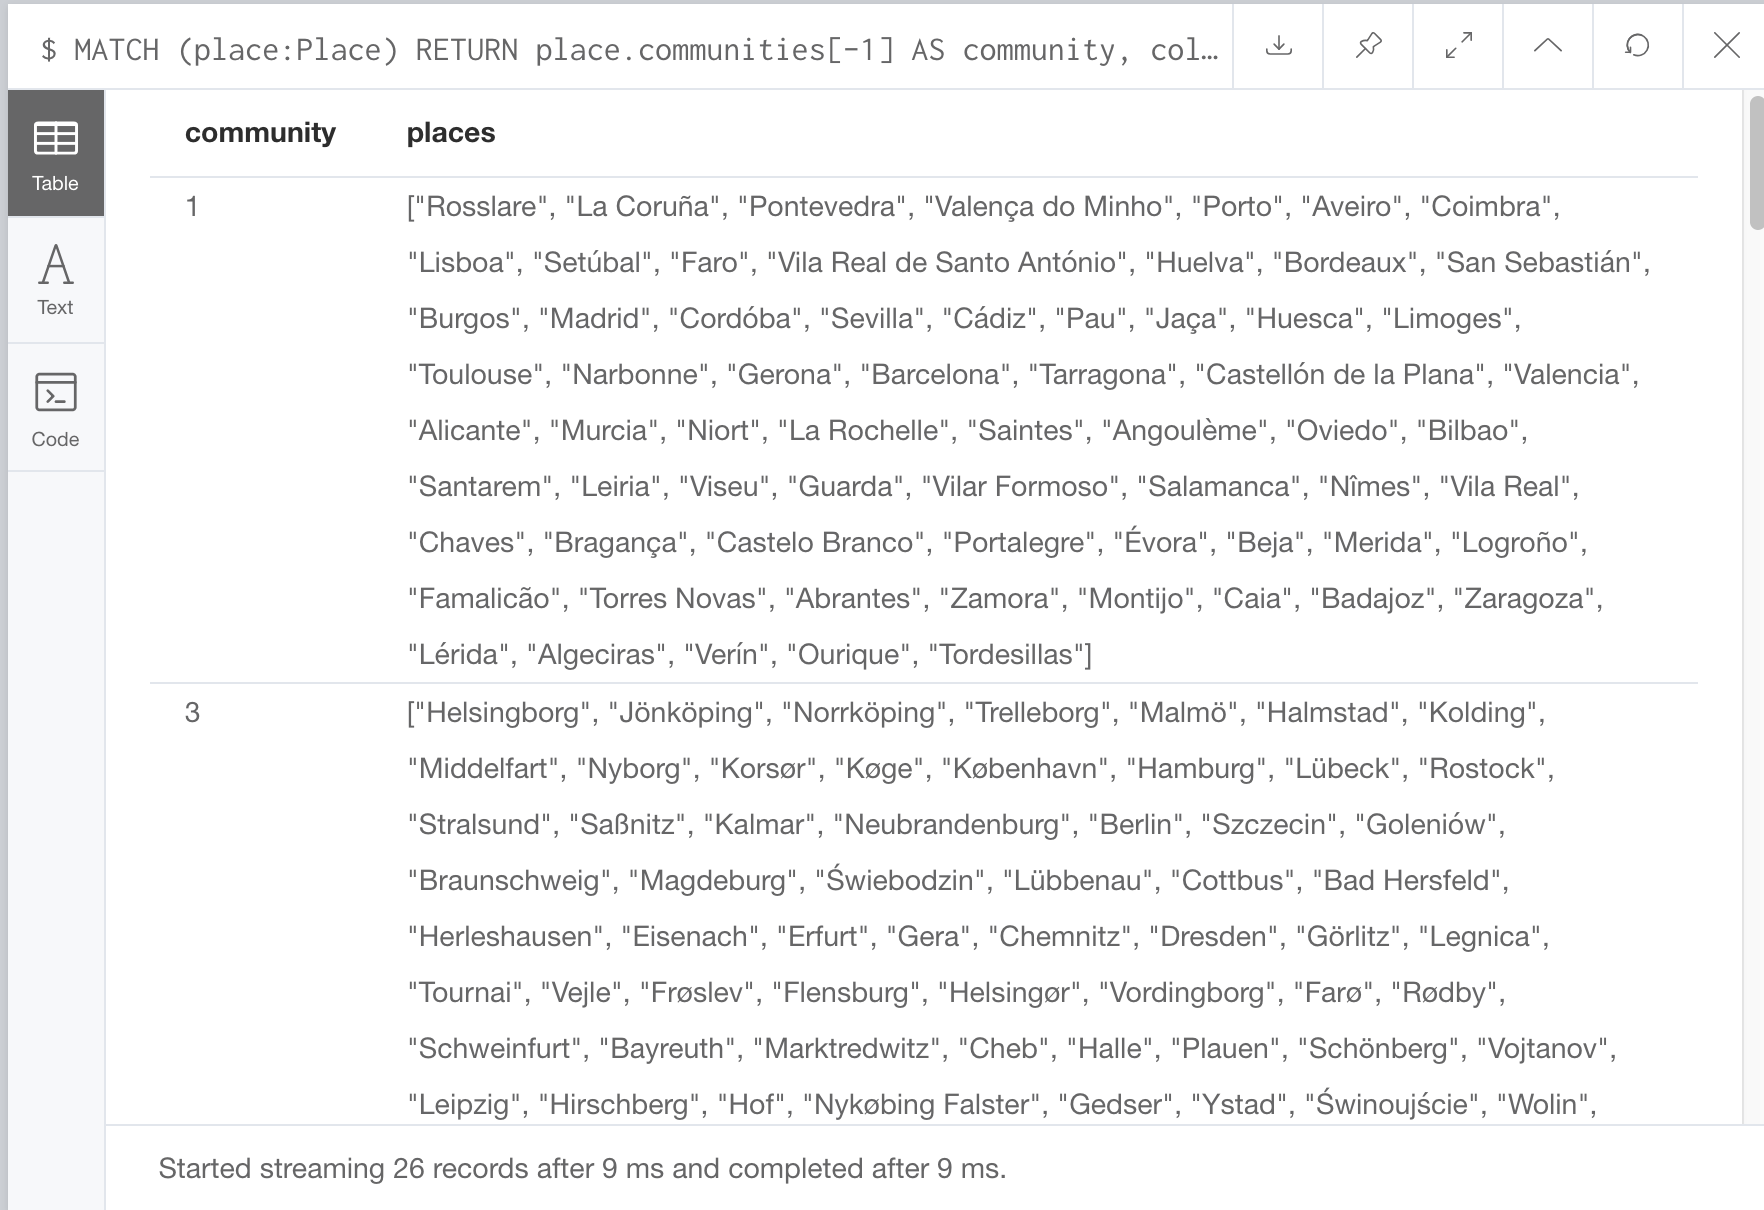 $ MATCH (place:Place) RETURN place.communities[-1] AS community, col…
Table
Text
Code
community places
1 ["Rosslare", "La Coruña", "Pontevedra", "Valença do Minho", "Porto", "Aveiro", "Coimbra",
"Lisboa", "Setúbal", "Faro", "Vila Real de Santo António", "Huelva", "Bordeaux", "San Sebastián",
"Burgos", "Madrid", "Cordóba", "Sevilla", "Cádiz", "Pau", "Jaça", "Huesca", "Limoges",
"Toulouse", "Narbonne", "Gerona", "Barcelona", "Tarragona", "Castellón de la Plana", "Valencia",
"Alicante", "Murcia", "Niort", "La Rochelle", "Saintes", "Angoulème", "Oviedo", "Bilbao",
"Santarem", "Leiria", "Viseu", "Guarda", "Vilar Formoso", "Salamanca", "Nîmes", "Vila Real",
"Chaves", "Bragança", "Castelo Branco", "Portalegre", "Évora", "Beja", "Merida", "Logroño",
"Famalicão", "Torres Novas", "Abrantes", "Zamora", "Montijo", "Caia", "Badajoz", "Zaragoza",
"Lérida", "Algeciras", "Verín", "Ourique", "Tordesillas"]
3 ["Helsingborg", "Jönköping", "Norrköping", "Trelleborg", "Malmö", "Halmstad", "Kolding",
"Middelfart", "Nyborg", "Korsør", "Køge", "København", "Hamburg", "Lübeck", "Rostock",
"Stralsund", "Saßnitz", "Kalmar", "Neubrandenburg", "Berlin", "Szczecin", "Goleniów",
"Braunschweig", "Magdeburg", "Świebodzin", "Lübbenau", "Cottbus", "Bad Hersfeld",
"Herleshausen", "Eisenach", "Erfurt", "Gera", "Chemnitz", "Dresden", "Görlitz", "Legnica",
"Tournai", "Vejle", "Frøslev", "Flensburg", "Helsingør", "Vordingborg", "Farø", "Rødby",
"Schweinfurt", "Bayreuth", "Marktredwitz", "Cheb", "Halle", "Plauen", "Schönberg", "Vojtanov",
"Leipzig", "Hirschberg", "Hof", "Nykøbing Falster", "Gedser", "Ystad", "Świnoujście", "Wolin",
Started streaming 26 records after 9 ms and completed after 9 ms.